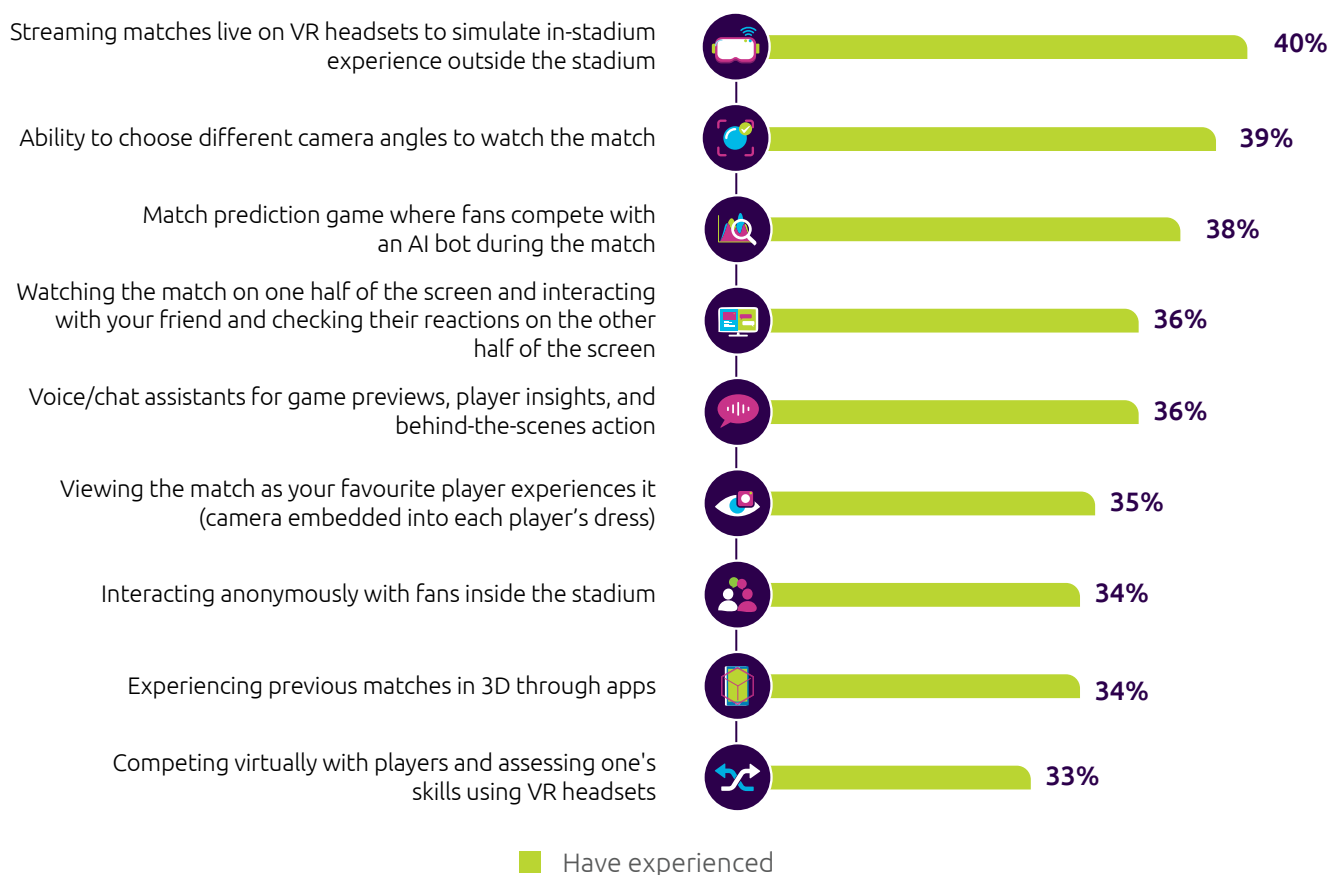 Streaming matches live on VR headsets to simulate in-stadium
experience outside the stadium
40%
Ability to choose different camera angles to watch the match
39%
Match prediction game where fans compete with
an AI bot during the match
38%
Watching the match on one half of the screen and interacting
with your friend and checking their reactions on the other
half of the screen
36%
Voice/chat assistants for game previews, player insights, and
behind-the-scenes action
36%
Viewing the match as your favourite player experiences it
(camera embedded into each player’s dress)
35%
Interacting anonymously with fans inside the stadium
34%
Experiencing previous matches in 3D through apps
34%
Competing virtually with players and assessing one's
skills using VR headsets
33%
Have experienced